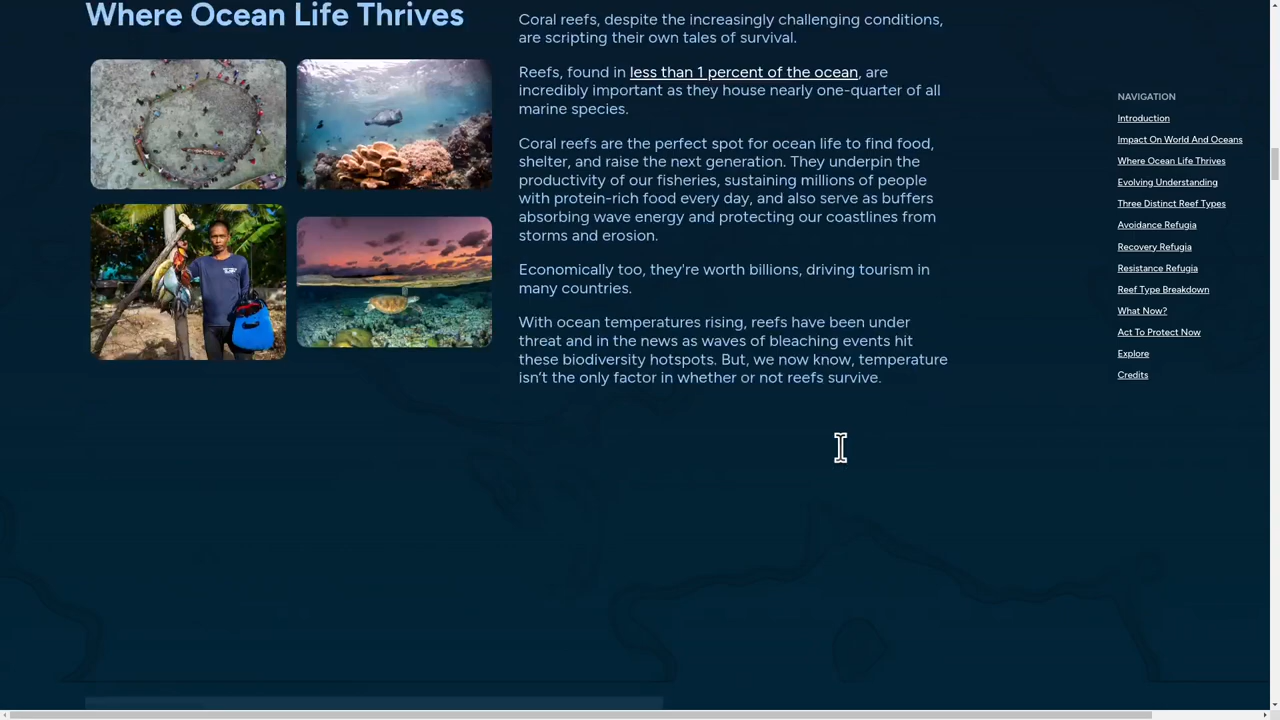 Where Ocean Life Thrives
Coral reefs, despite the increasingly challenging conditions,
are scripting their own tales of survival.
Reefs, found in less than 1 percent of the ocean, are
incredibly important as they house nearly one-quarter of all
marine species.
Coral reefs are the perfect spot for ocean life to find food,
shelter, and raise the next generation. They underpin the
productivity of our fisheries, sustaining millions of people
with protein-rich food every day, and also serve as buffers
absorbing wave energy and protecting our coastlines from
storms and erosion.
Economically too, they're worth billions, driving tourism in
many countries.
With ocean temperatures rising, reefs have been under
threat and in the news as waves of bleaching events hit
these biodiversity hotspots. But, we now know, temperature
isn’t the only factor in whether or not reefs survive.
NAVIGATION
Introduction
Impact On World And Oceans
Where Ocean Life Thrives
Evolving Understanding
Three Distinct Reef Types
Avoidance Refugia
Recovery Refugia
Resistance Refugia
Reef Type Breakdown
What Now?
Act To Protect Now
Explore
Credits